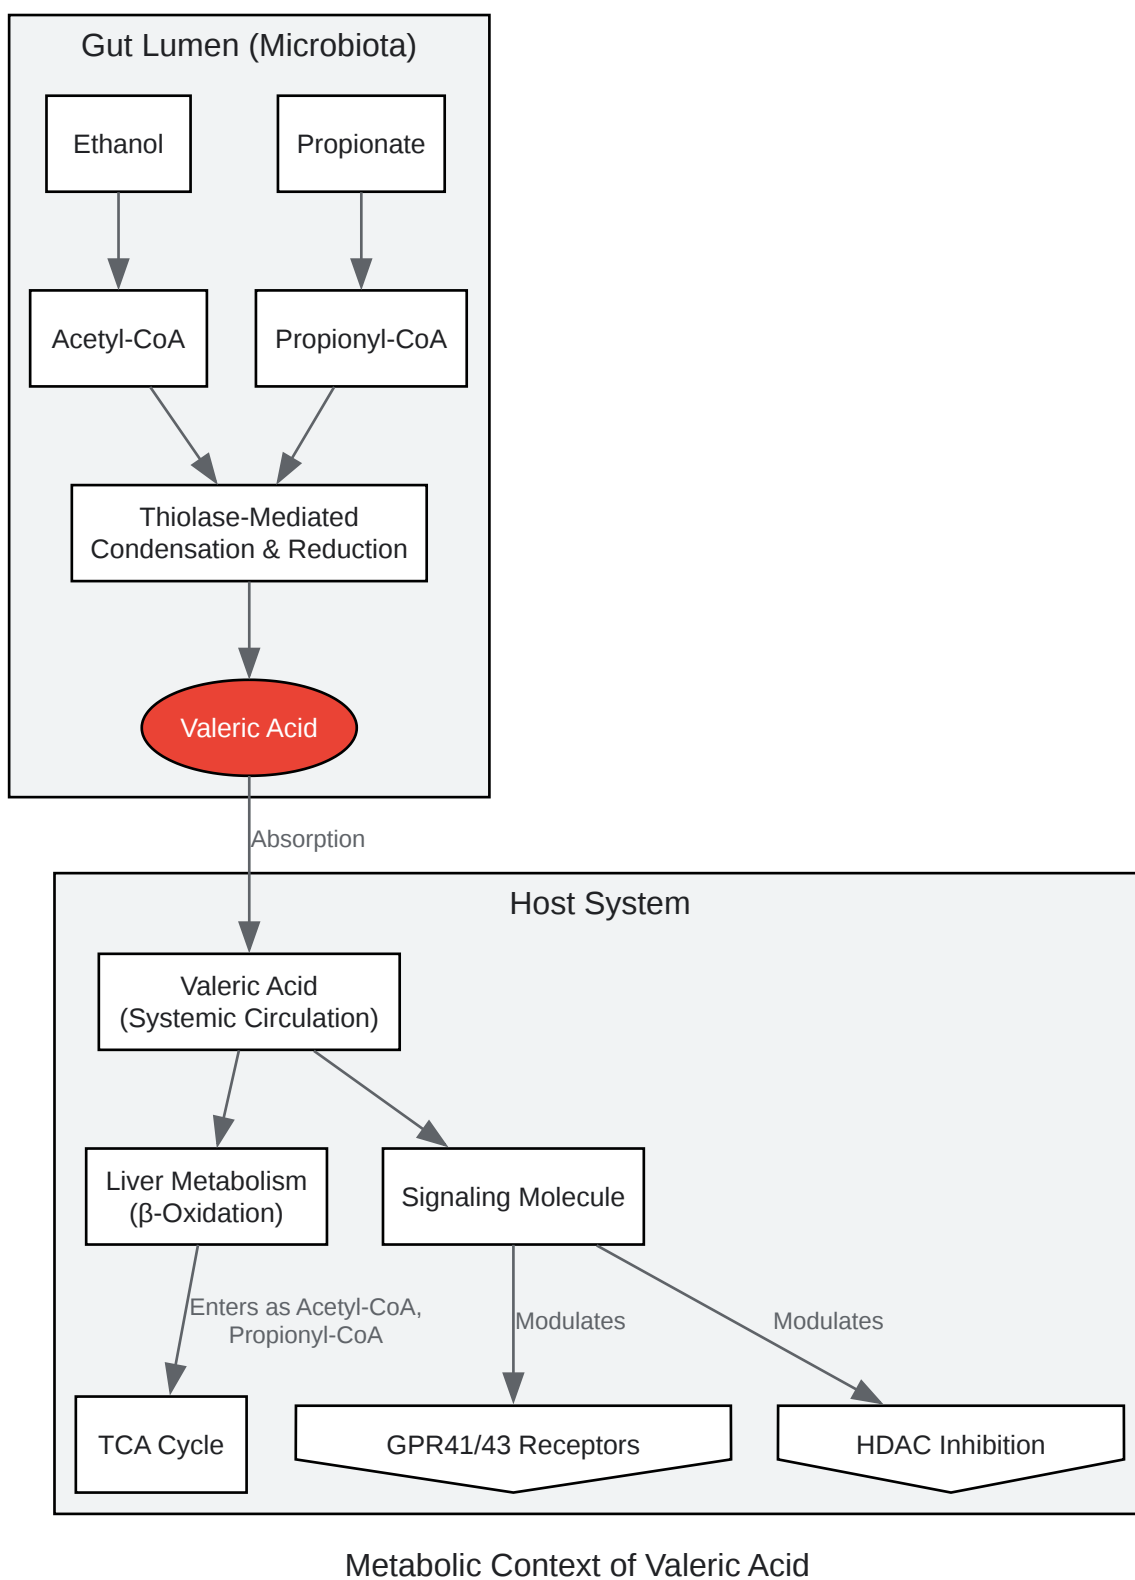 Gut Lumen (Microbiota)
Ethanol
Propionate
Acetyl-CoA
Propionyl-CoA
Thiolase-Mediated
Condensation & Reduction
Valeric Acid
Absorption
Host System
Valeric Acid
(Systemic Circulation)
Liver Metabolism
(β-Oxidation)
Signaling Molecule
Enters as Acetyl-CoA,
Propionyl-CoA
Modulates
Modulates
TCA Cycle
GPR41/43 Receptors
HDAC Inhibition
Metabolic Context of Valeric Acid